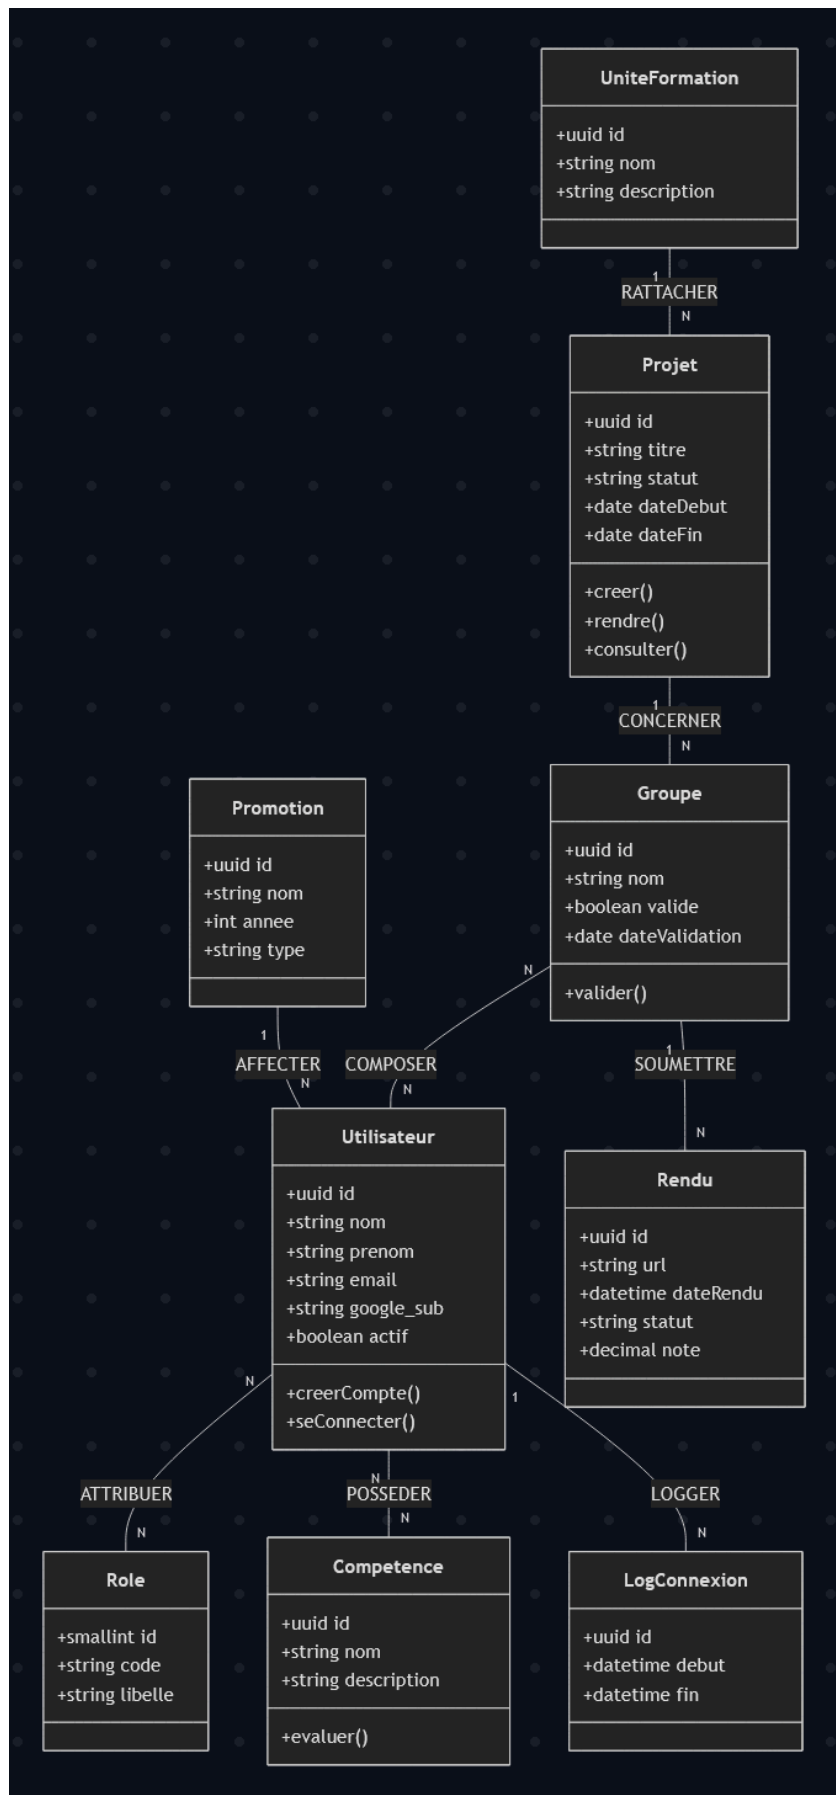 UniteFormation
+uuid id
+string nom
+string description
1
RATTACHER
N
Projet
+uuid id
+string titre
+string statut
+date dateDebut
+date dateFin
+creer()
+rendre()
+consulter()
1
CONCERNER
N
Groupe
+uuid id
+string nom
+boolean valide
+date dateValidation
+valider()
Promotion
+uuid id
+string nom
+int annee
+string type
1
AFFECTER
N
N
COMPOSER
N
1
SOUMETTRE
N
Utilisateur
+uuid id
+string nom
+string prenom
+string email
+string google_sub
+boolean actif
+creerCompte()
+seConnecter()
Rendu
+uuid id
+string url
+datetime dateRendu
+string statut
+decimal note
N
ATTRIBUER
N
N
POSSEDER
N
1
LOGGER
N
Role
+smallint id
+string code
+string libelle
Competence
+uuid id
+string nom
+string description
+evaluer()
LogConnexion
+uuid id
+datetime debut
+datetime fin